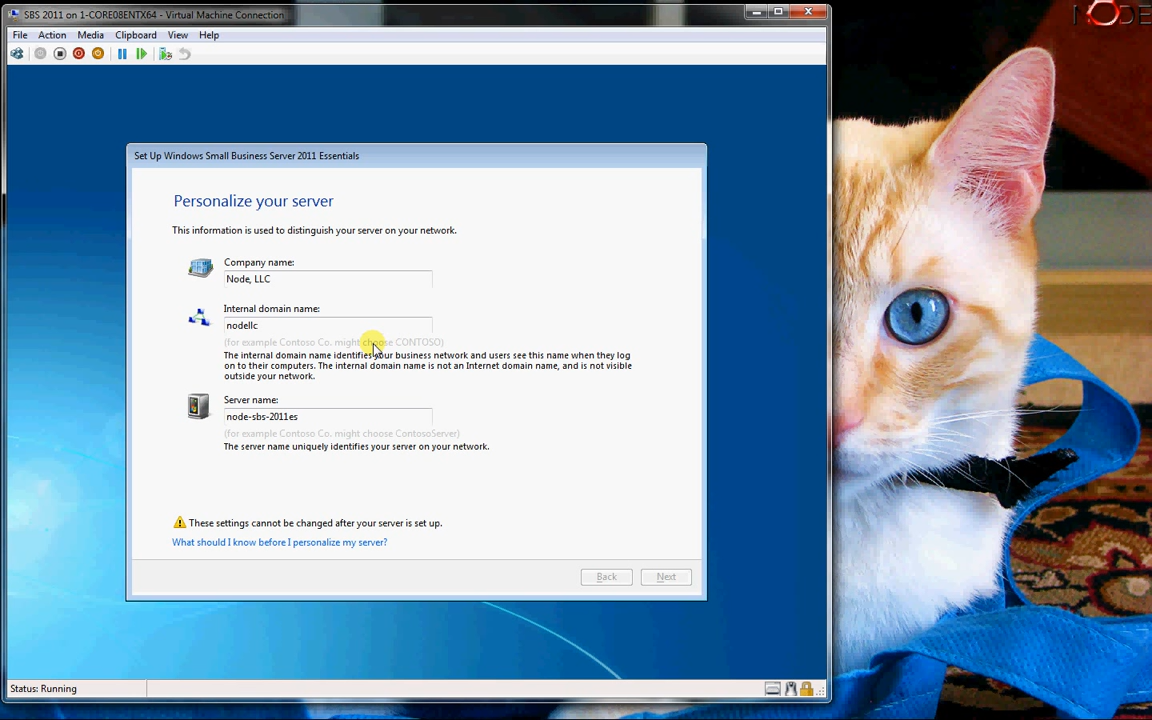 SBS 2011 on 1-CORE08ENTX64 - Virtual Machine Connection
NODE
File Action Media Clipboard View Help
Set Up Windows Small Business Server 2011 Essentials
Personalize your server
This information is used to distinguish your server on your network.
Company name:
Node, LLC
Internal domain name:
nodellc
(for example Contoso Co. might choose CONTOSO)
The internal domain name identifies your business network and users see this name when they log
on to their computers. The internal domain name is not an Internet domain name, and is not visible
outside your network.
Server name:
node-sbs-2011es
(for example Contoso Co. might choose ContosoServer)
The server name uniquely identifies your server on your network.
These settings cannot be changed after your server is set up.
What should I know before I personalize my server?
Back Next
Status: Running